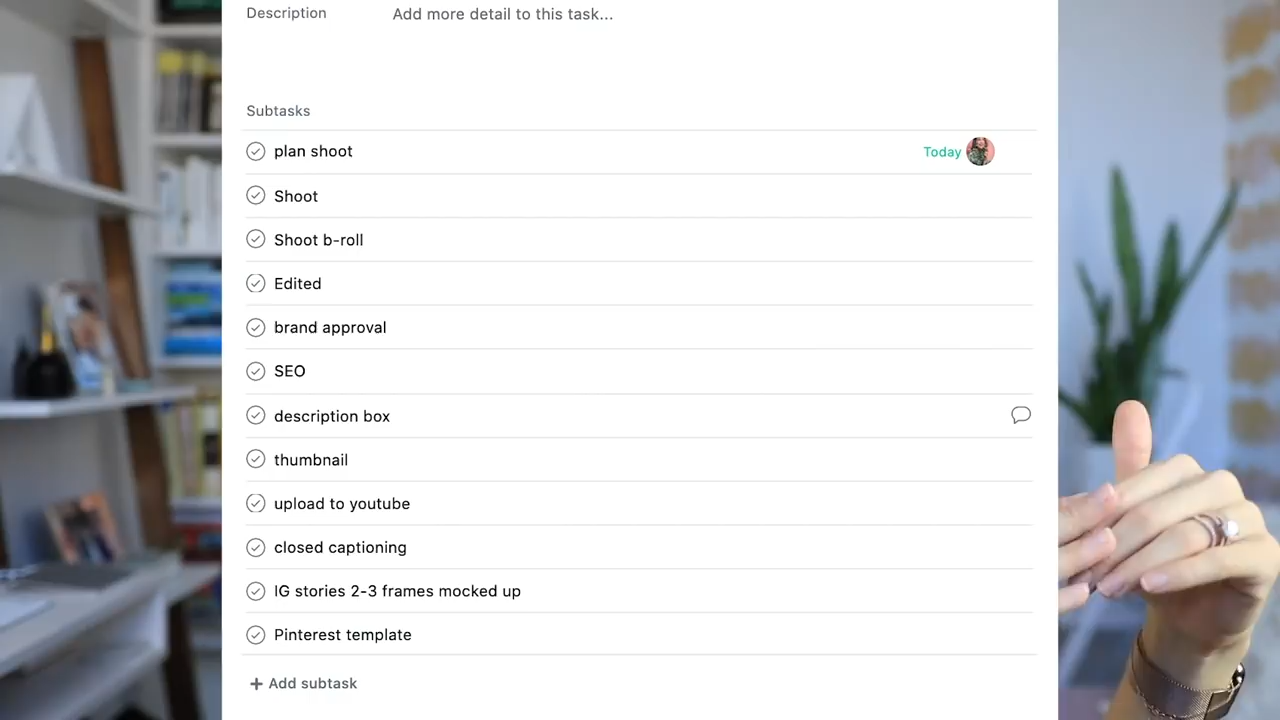 Description
Add more detail to this task...
Subtasks
plan shoot
Today
Shoot
Shoot b-roll
Edited
brand approval
SEO
description box
thumbnail
upload to youtube
closed captioning
IG stories 2-3 frames mocked up
Pinterest template
+ Add subtask